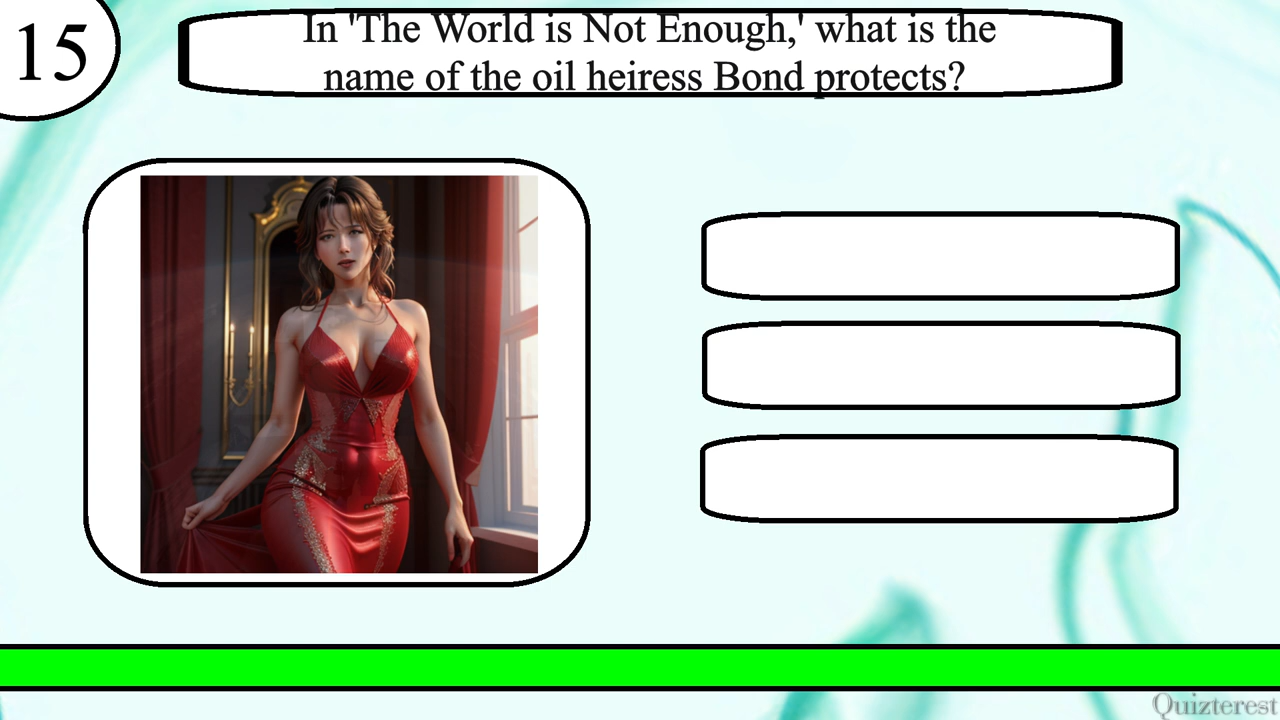 15
In 'The World is Not Enough,' what is the
name of the oil heiress Bond protects?
Quizterest